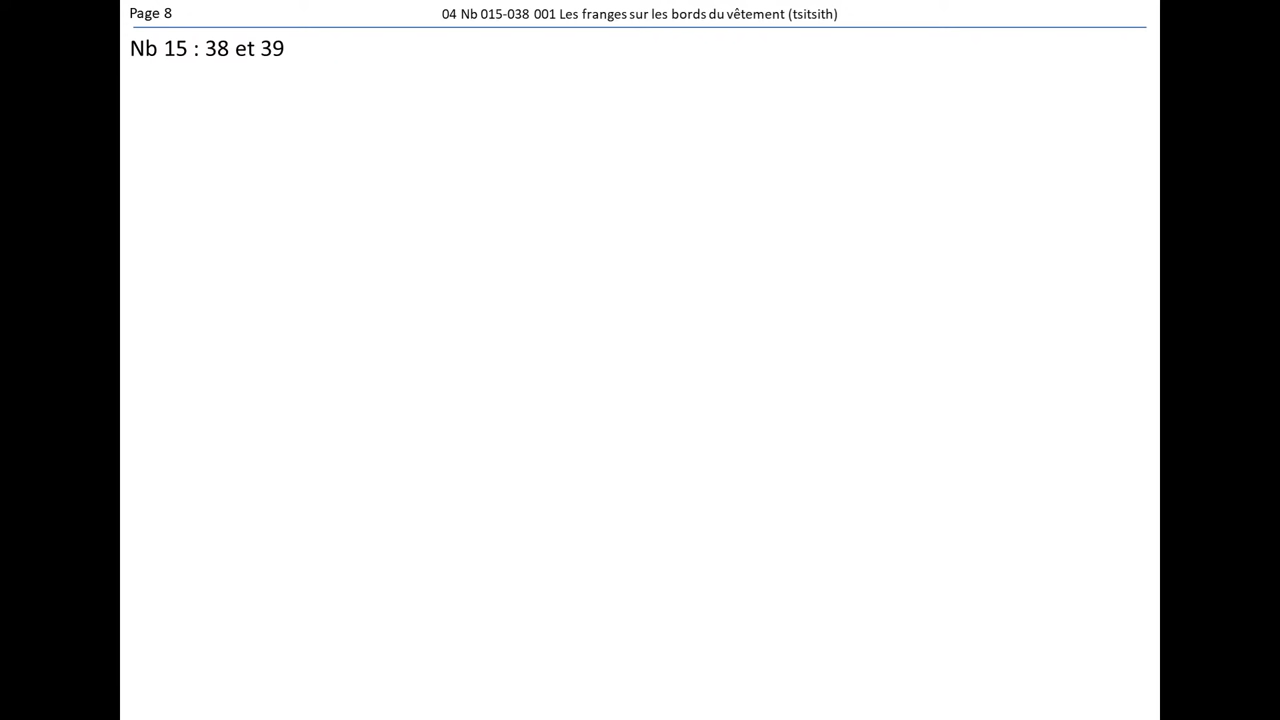 Page 8
04 Nb 015-038 001 Les franges sur les bords du vêtement (tsitsith)
Nb 15 : 38 et 39